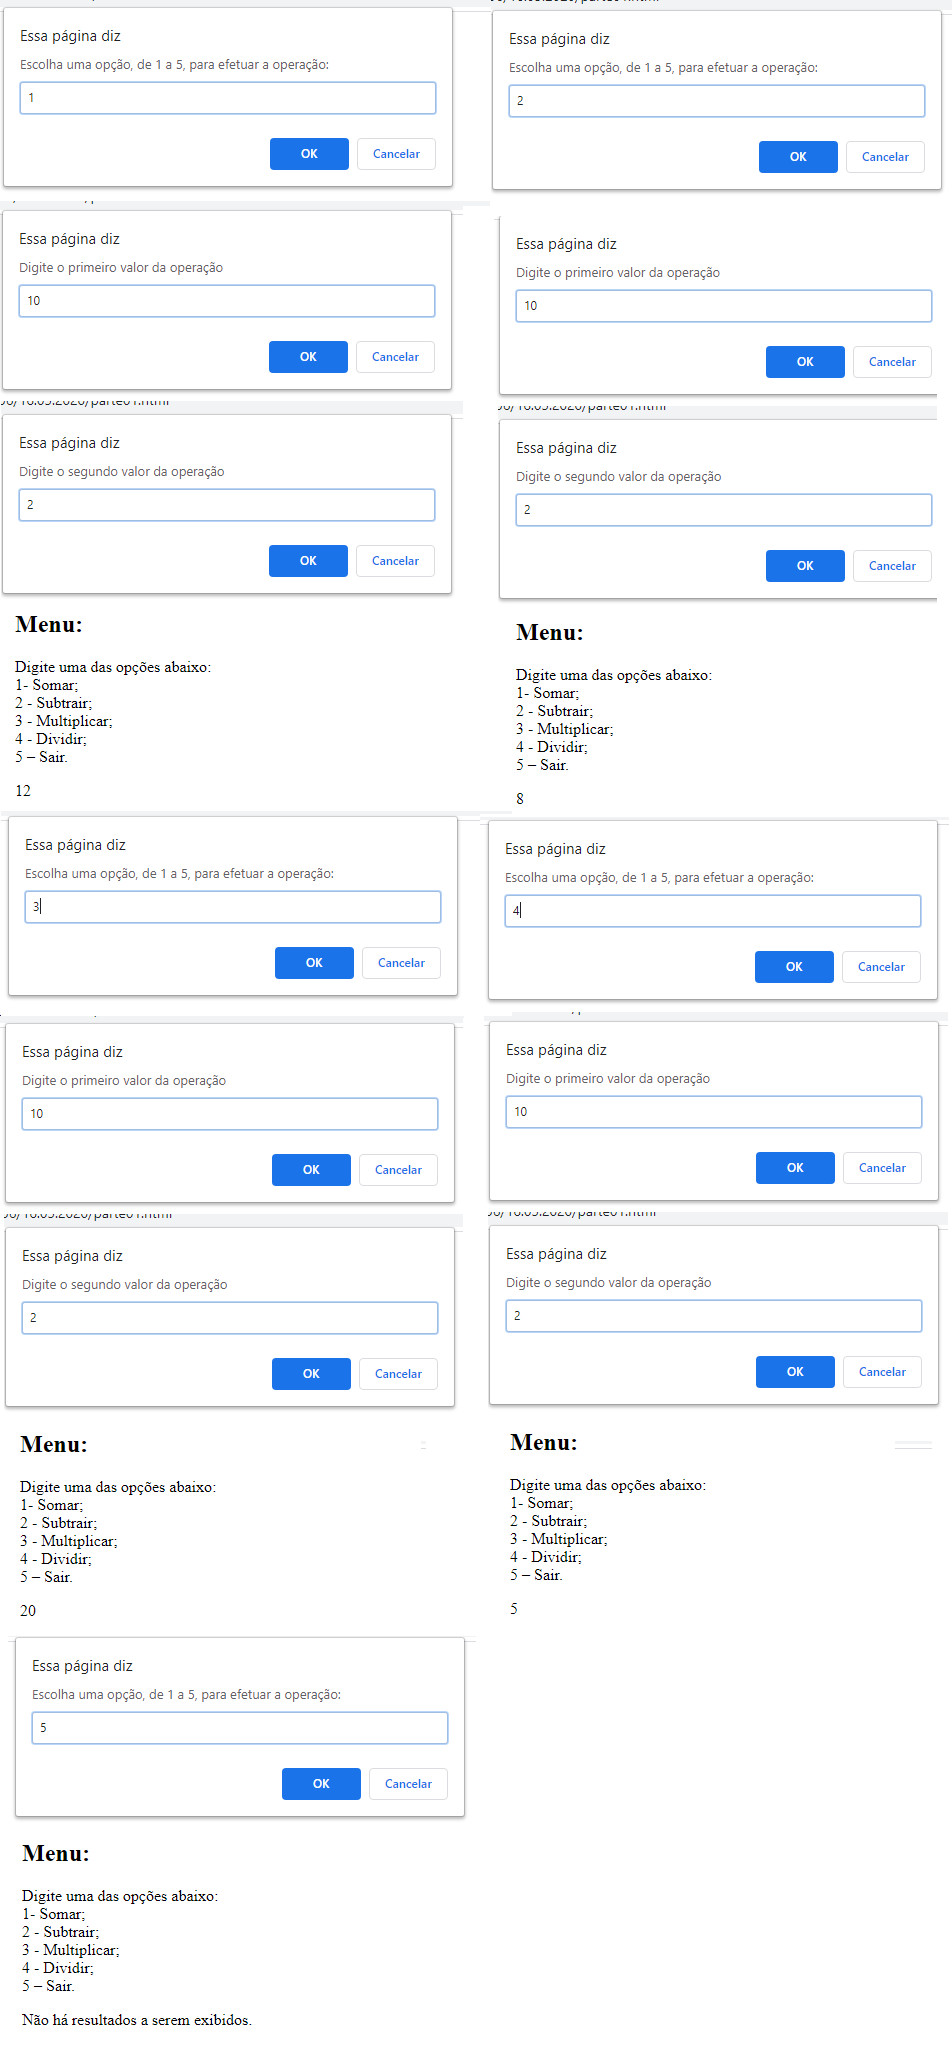 Essa página diz
Escolha uma opção, de 1 a 5, para efetuar a operação:
1
OK Cancelar
Essa página diz
Escolha uma opção, de 1 a 5, para efetuar a operação:
2
OK Cancelar
Essa página diz
Digite o primeiro valor da operação
10
OK Cancelar
Essa página diz
Digite o primeiro valor da operação
10
OK Cancelar
Essa página diz
Digite o segundo valor da operação
2
OK Cancelar
Essa página diz
Digite o segundo valor da operação
2
OK Cancelar
Menu:
Digite uma das opções abaixo:
1- Somar;
2 - Subtrair;
3 - Multiplicar;
4 - Dividir;
5 – Sair.
12
Menu:
Digite uma das opções abaixo:
1- Somar;
2 - Subtrair;
3 - Multiplicar;
4 - Dividir;
5 – Sair.
8
Essa página diz
Escolha uma opção, de 1 a 5, para efetuar a operação:
3
OK Cancelar
Essa página diz
Escolha uma opção, de 1 a 5, para efetuar a operação:
4
OK Cancelar
Essa página diz
Digite o primeiro valor da operação
10
OK Cancelar
Essa página diz
Digite o primeiro valor da operação
10
OK Cancelar
Essa página diz
Digite o segundo valor da operação
2
OK Cancelar
Essa página diz
Digite o segundo valor da operação
2
OK Cancelar
Menu:
Digite uma das opções abaixo:
1- Somar;
2 - Subtrair;
3 - Multiplicar;
4 - Dividir;
5 – Sair.
20
Menu:
Digite uma das opções abaixo:
1- Somar;
2 - Subtrair;
3 - Multiplicar;
4 - Dividir;
5 – Sair.
5
Essa página diz
Escolha uma opção, de 1 a 5, para efetuar a operação:
5
OK Cancelar
Menu:
Digite uma das opções abaixo:
1- Somar;
2 - Subtrair;
3 - Multiplicar;
4 - Dividir;
5 – Sair.
Não há resultados a serem exibidos.